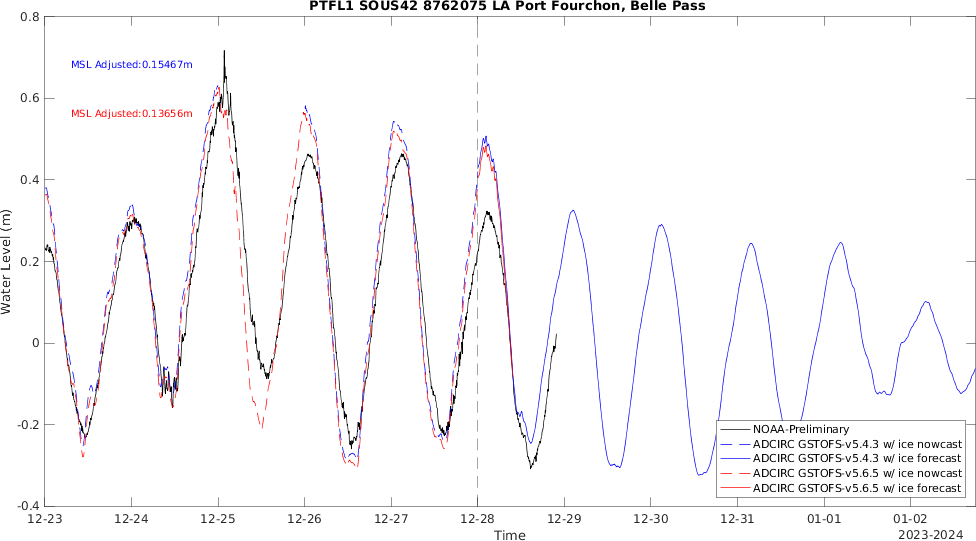 PTFL1 SOUS42 8762075 LA Port Fourchon, Belle Pass
0.8
0.6
0.4
0.2
0
-0.2
-0.4
Water Level (m)
MSL Adjusted:0.15467m
MSL Adjusted:0.13656m
NOAA-Preliminary
ADCIRC GSTOFS-v5.4.3 w/ ice nowcast
ADCIRC GSTOFS-v5.4.3 w/ ice forecast
ADCIRC GSTOFS-v5.6.5 w/ ice nowcast
ADCIRC GSTOFS-v5.6.5 w/ ice forecast
12-23 12-24 12-25 12-26 12-27 12-28 12-29 12-30 12-31 01-01 01-02
Time
2023-2024